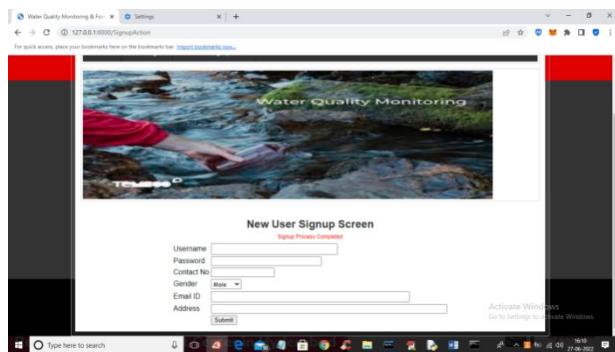 Water Quality Monitoring & For
Settings
127.0.0.1:8000/SignupAction
For quick access, place your bookmarks here on the bookmarks bar. Import bookmarks now...
Water Quality Monitoring
New User Signup Screen
Signup Process Completed
Username
Password
Contact No
Gender
Male
Email ID
Address
Submit
Activate Windows
Go to Settings to activate Windows.
Type here to search
16:10
27-06-2022